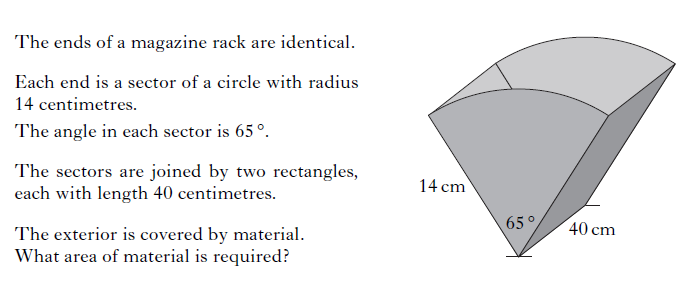 The ends of a magazine rack are identical.
Each end is a sector of a circle with radius
14 centimetres.
The angle in each sector is 65°.
The sectors are joined by two rectangles,
each with length 40 centimetres.
The exterior is covered by material.
What area of material is required?
14 cm
65°
40 cm